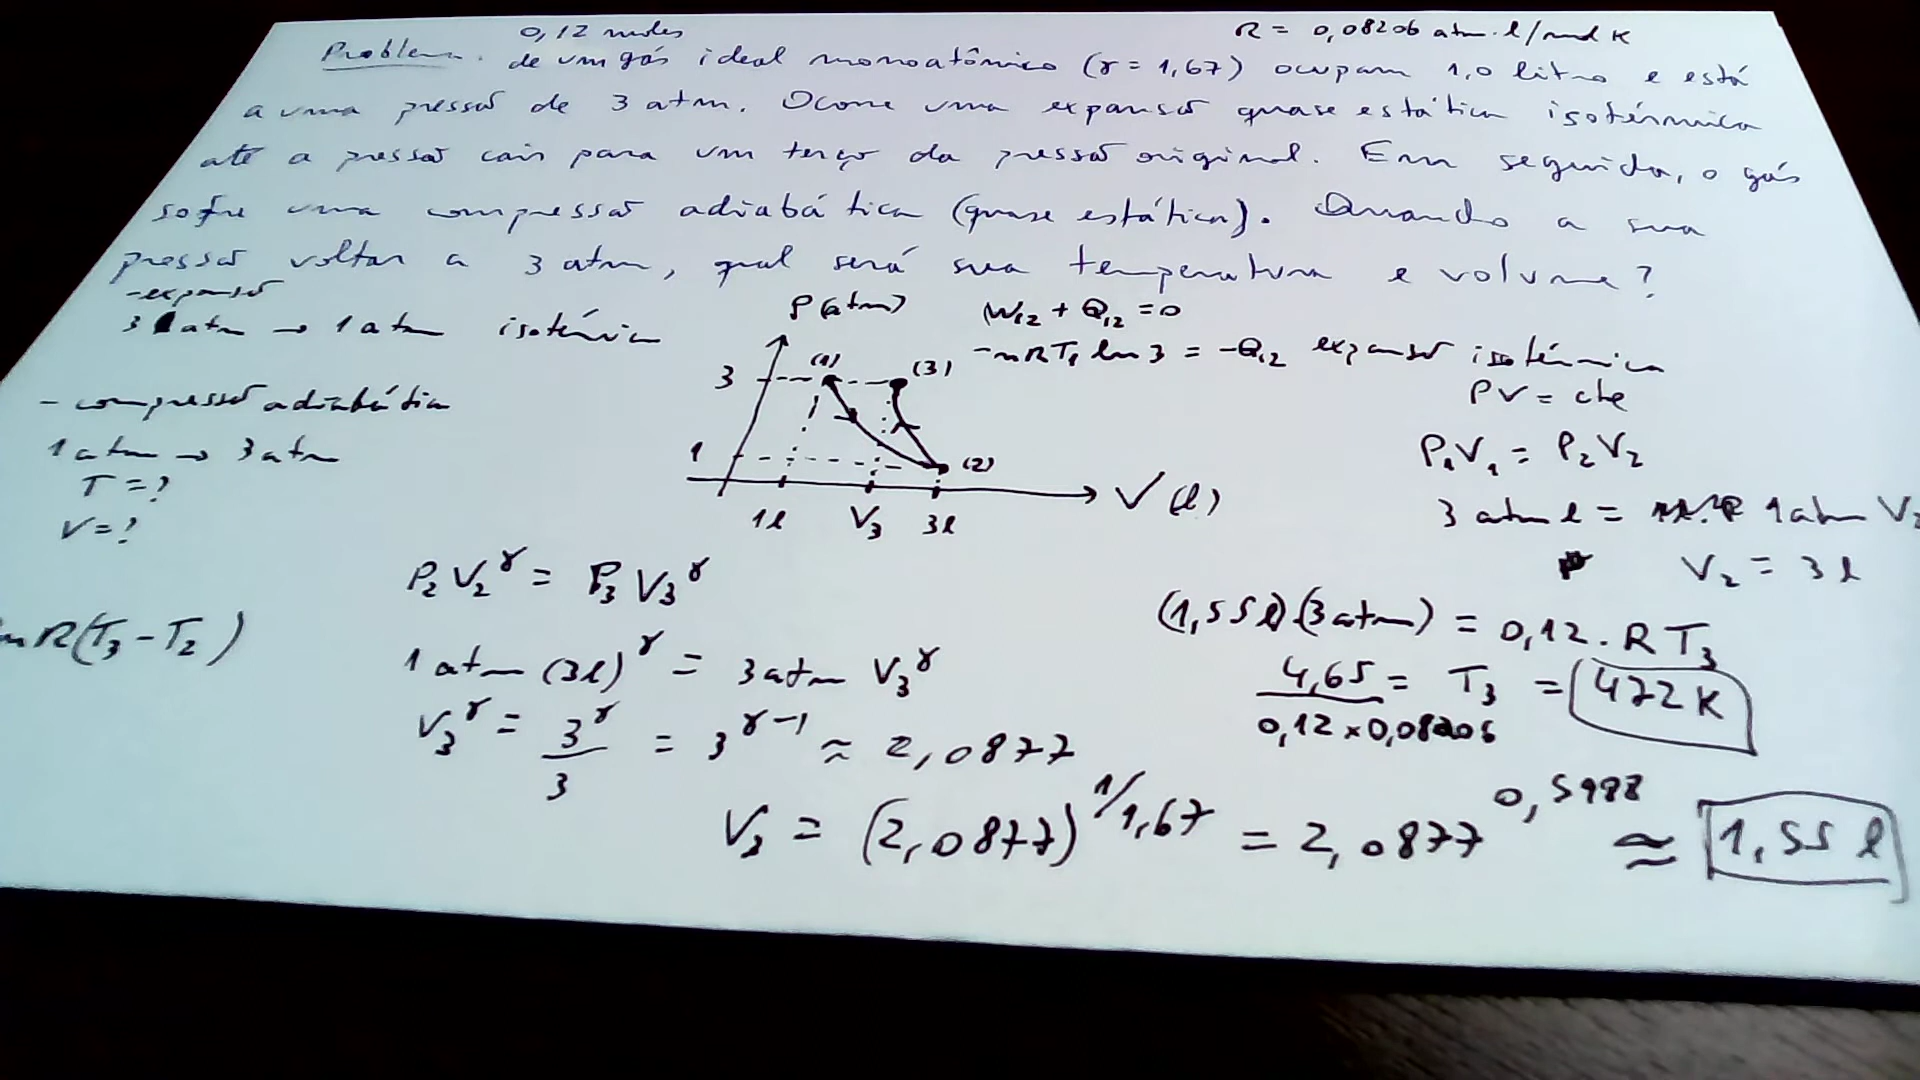 0,12 moles
R = 0,08206 atm.l/mol K
Problema. de um gás ideal monoatômico (γ = 1,67) ocupam 1,0 litro e está
a uma pressão de 3 atm. Ocorre uma expansão quase estática isotérmica
até a pressão cair para um terço da pressão original. Em seguida, o gás
sofre uma compressão adiabática (quase estática). Quando a sua
pressão voltar a 3 atm, qual será sua temperatura e volume?
- expansão
3 atm → 1 atm isotérmica
- compressão adiabática
1 atm → 3 atm
T = ?
V = ?
P(atm)
(1)
(3)
3
1
(2)
1l
V₃
3l
V (l)
W₁₂ + Q₁₂ = 0
-nRT₁ ln 3 = -Q₁₂ expansão isotérmica
PV = cte
P₁V₁ = P₂V₂
3 atm l = 1 atm V₂
V₂ = 3 l
nR(T₃ - T₂)
P₂V₂^γ = P₃V₃^γ
1 atm (3l)^γ = 3 atm V₃^γ
V₃^γ = 3^γ/3 = 3^γ-1 ≈ 2,0877
V₃ = (2,0877)^1/1,67 = 2,0877^0,5988 ≈ 1,55 l
(1,55 l).(3 atm) = 0,12 . R T₃
4,65 / 0,12 x 0,08206 = T₃ = 472 K